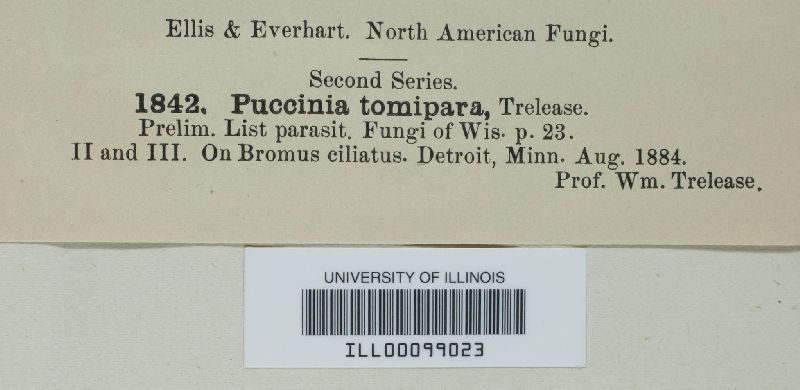 Ellis & Everhart. North American Fungi.
Second Series.
1842. Puccinia tomipara, Trelease.
Prelim. List parasit. Fungi of Wis. p. 23.
II and III. On Bromus ciliatus. Detroit, Minn. Aug. 1884.
Prof. Wm. Trelease.
UNIVERSITY OF ILLINOIS
ILL00099023